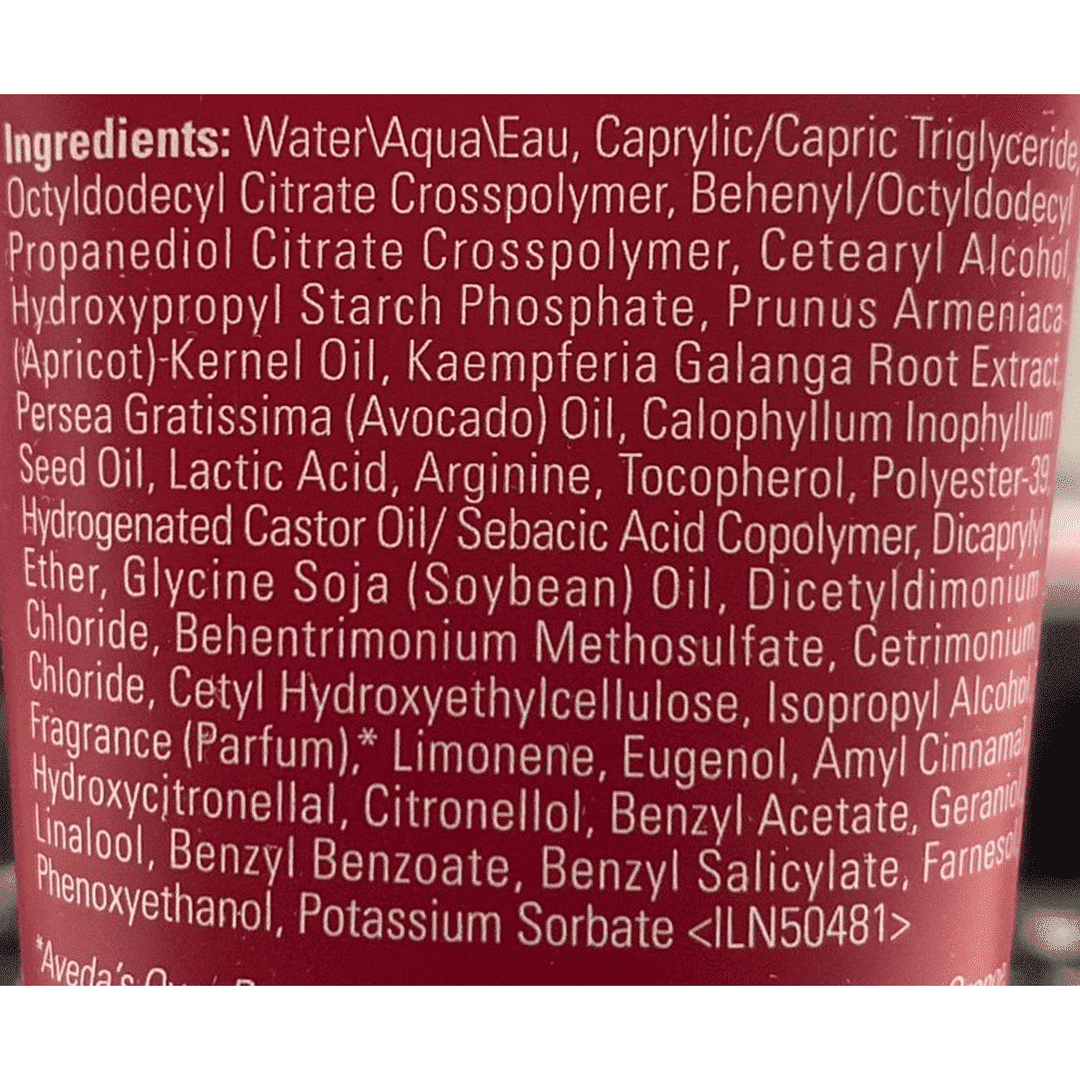 Ingredients: Water\Aqua\Eau, Caprylic/Capric Triglyceride,
Octyldodecyl Citrate Crosspolymer, Behenyl/Octyldodecyl
Propanediol Citrate Crosspolymer, Cetearyl Alcohol,
Hydroxypropyl Starch Phosphate, Prunus Armeniaca
(Apricot)-Kernel Oil, Kaempferia Galanga Root Extract,
Persea Gratissima (Avocado) Oil, Calophyllum Inophyllum
Seed Oil, Lactic Acid, Arginine, Tocopherol, Polyester-39,
Hydrogenated Castor Oil/ Sebacic Acid Copolymer, Dicaprylyl
Ether, Glycine Soja (Soybean) Oil, Dicetyldimonium
Chloride, Behentrimonium Methosulfate, Cetrimonium
Chloride, Cetyl Hydroxyethylcellulose, Isopropyl Alcohol,
Fragrance (Parfum),* Limonene, Eugenol, Amyl Cinnamal,
Hydroxycitronellal, Citronellol, Benzyl Acetate, Geraniol,
Linalool, Benzyl Benzoate, Benzyl Salicylate, Farnesol,
Phenoxyethanol, Potassium Sorbate <ILN50481>
*Aveda's